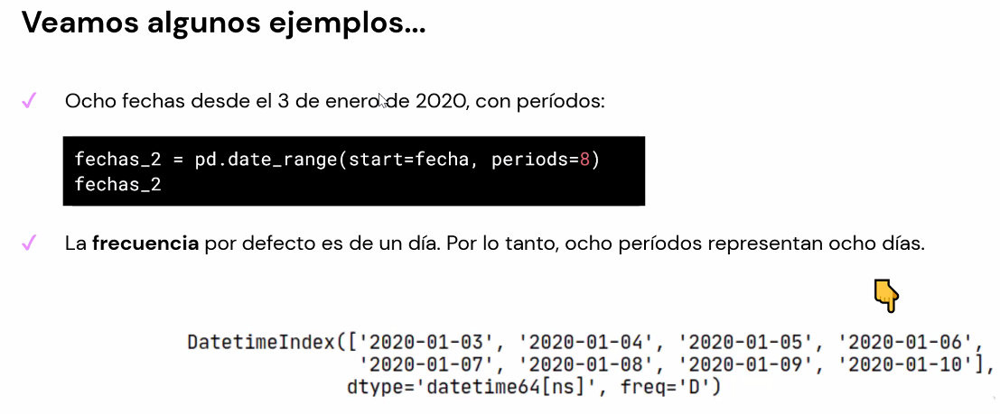 Veamos algunos ejemplos...
Ocho fechas desde el 3 de enero de 2020, con períodos:
fechas_2 = pd.date_range(start=fecha, periods=8)
fechas_2
La frecuencia por defecto es de un día. Por lo tanto, ocho períodos representan ocho días.
DatetimeIndex(['2020-01-03', '2020-01-04', '2020-01-05', '2020-01-06',
'2020-01-07', '2020-01-08', '2020-01-09', '2020-01-10'],
dtype='datetime64[ns]', freq='D')